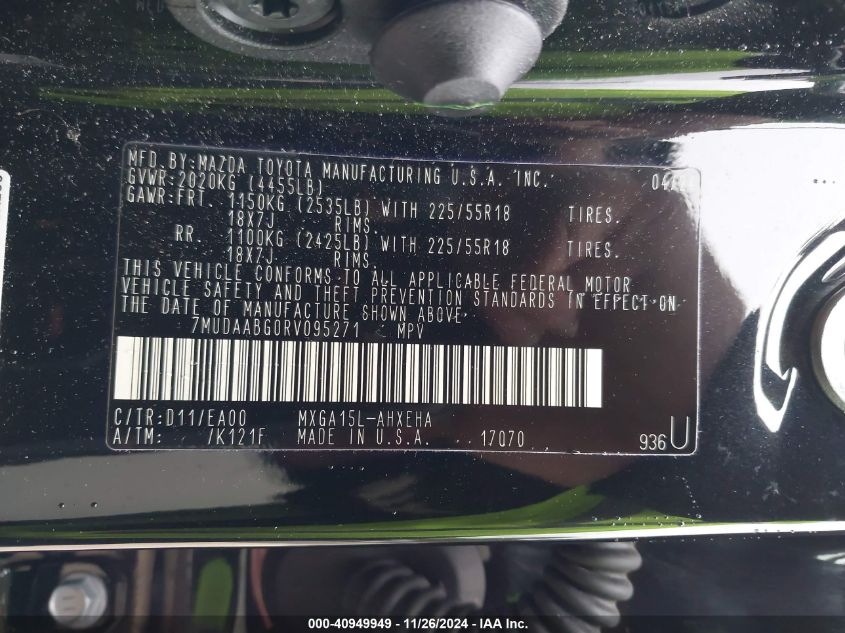 MFD.BY:MAZDA TOYOTA MANUFACTURING U.S.A. INC.
GVWR:2020KG (4455LB)
GAWR:FRT. 1150KG (2535LB) WITH 225/55R18 TIRES.
18X7J RIMS.
RR. 1100KG (2425LB) WITH 225/55R18 TIRES.
18X7J RIMS.
THIS VEHICLE CONFORMS TO ALL APPLICABLE FEDERAL MOTOR
VEHICLE SAFETY AND THEFT PREVENTION STANDARDS IN EFFECT ON
THE DATE OF MANUFACTURE SHOWN ABOVE.
7MUDAABG0RV095271 MPV
C/TR:D11/EA00 MXGA15L-AHXEHA
A/TM: /K121F MADE IN U.S.A. 17Q70 936 U
000-40949949 - 11/26/2024 - IAA Inc.